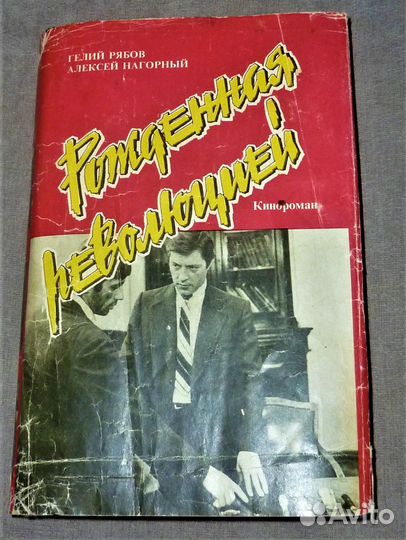 ГЕЛИЙ РЯБОВ
АЛЕКСЕЙ НАГОРНЫЙ
Рожденная
революцией
Кинороман
Avito